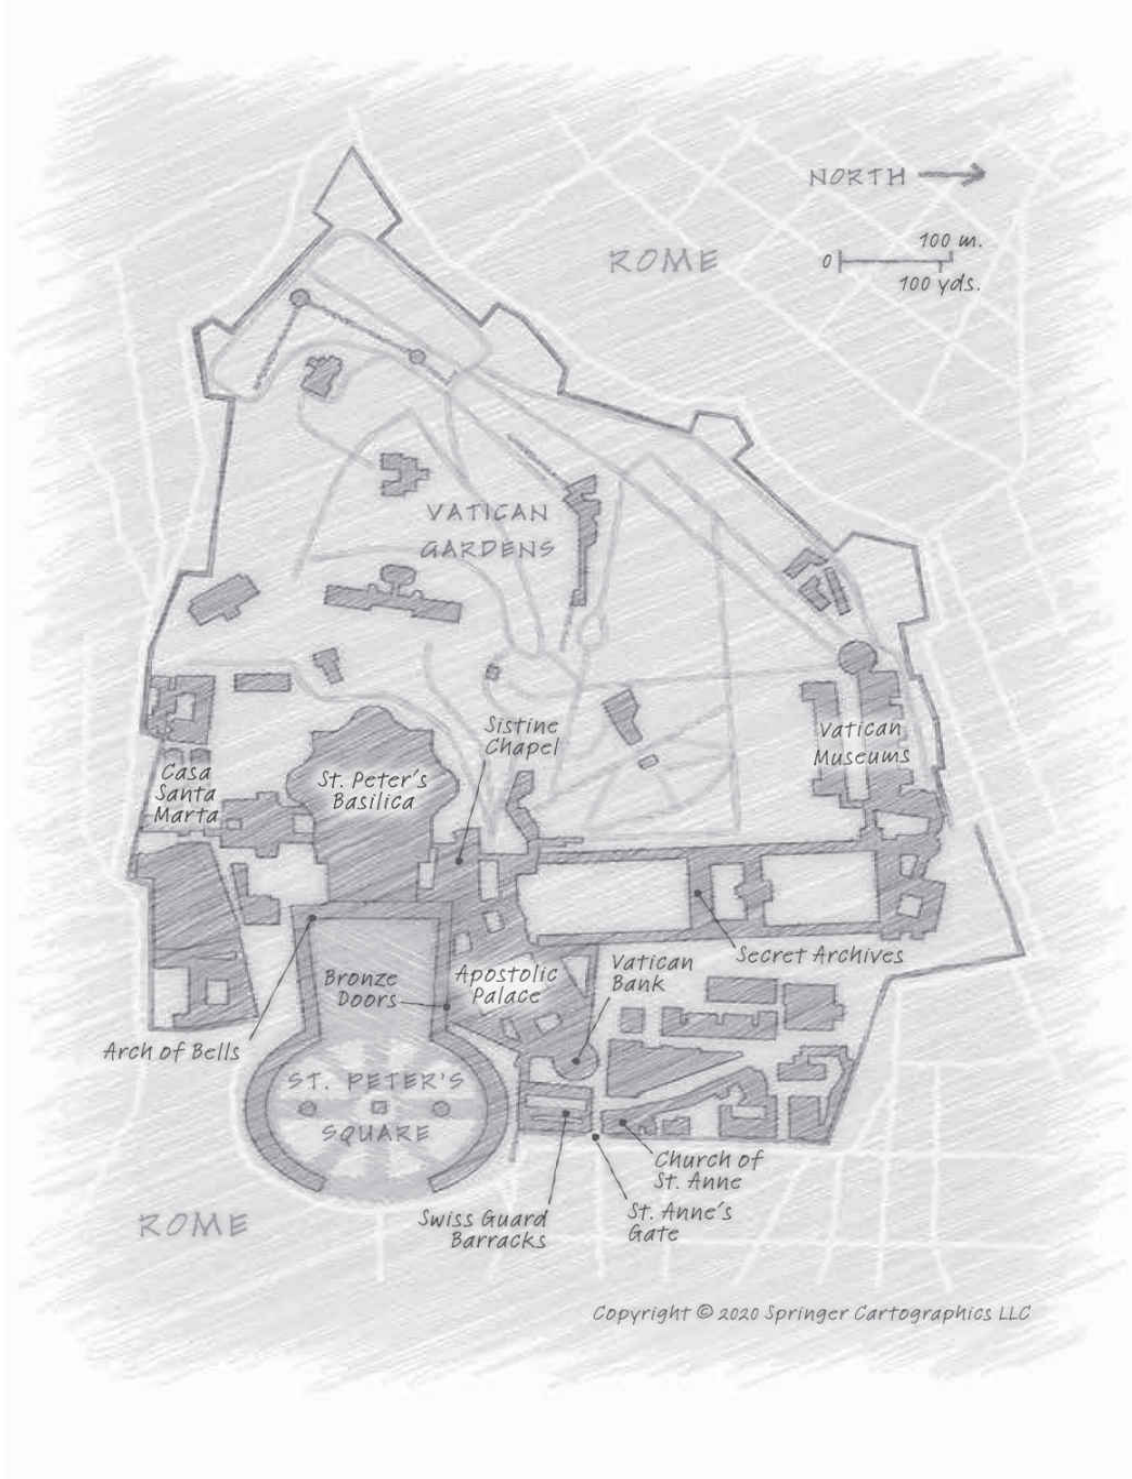 NORTH
ROME
100 m.
0
100 yds.
VATICAN
GARDENS
Sistine
Chapel
Vatican
Museums
Casa
Santa
Marta
St. Peter's
Basilica
Secret Archives
Vatican
Bank
Apostolic
Palace
Bronze
Doors
Arch of Bells
ST. PETER'S
SQUARE
Church of
St. Anne
St. Anne's
Gate
Swiss Guard
Barracks
ROME
Copyright © 2020 Springer Cartographics LLC